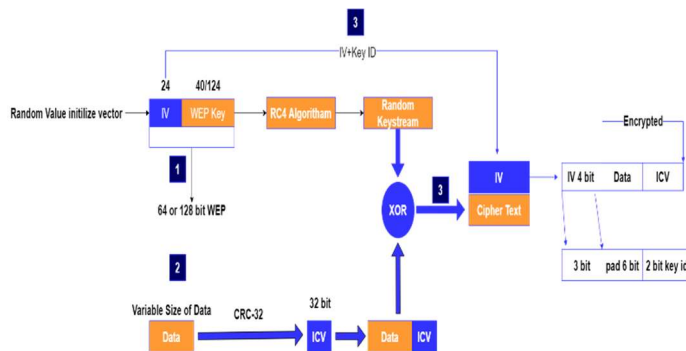 3
IV+Key ID
24
40/124
Random Value initilize vector
IV
WEP Key
RC4 Algoritham
Random
Keystream
Encrypted
1
64 or 128 bit WEP
XOR
3
IV
Cipher Text
IV 4 bit
Data
ICV
3 bit
pad 6 bit
2 bit key id
2
Variable Size of Data
CRC-32
32 bit
Data
ICV
Data
ICV